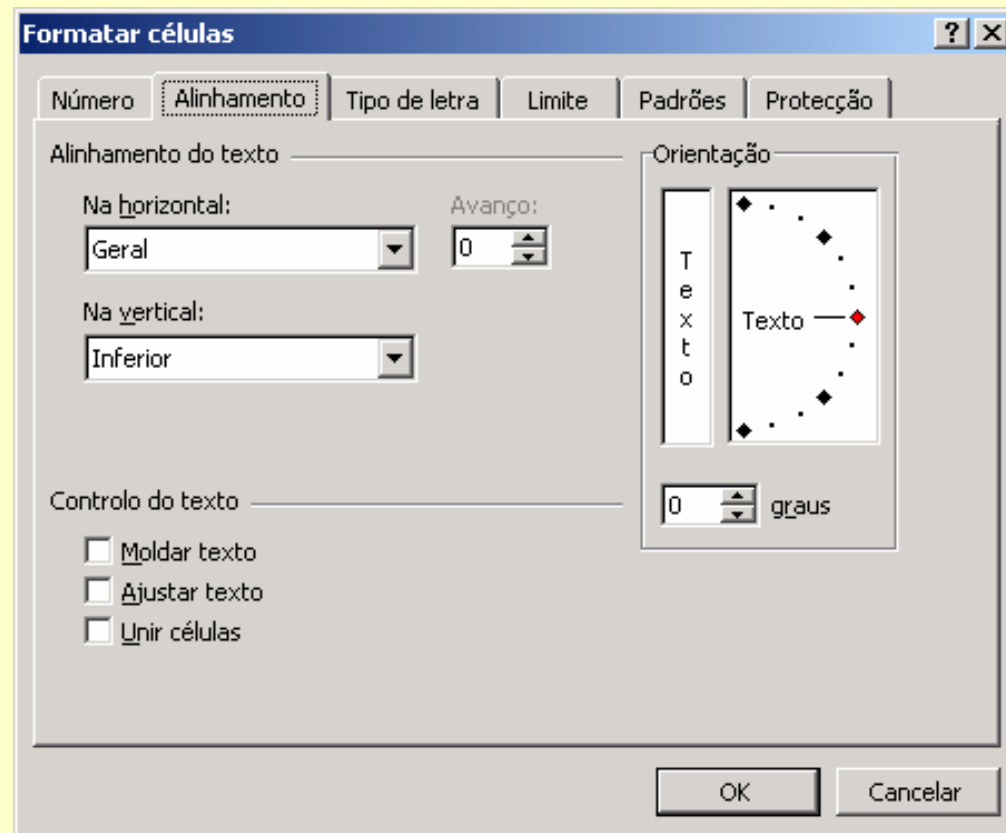 Formatar células
Número Alinhamento Tipo de letra Limite Padrões Protecção
Alinhamento do texto
Na horizontal: Avanço:
Geral 0
Na vertical:
Inferior
Orientação
Texto
Texto
0 graus
Controlo do texto
Moldar texto
Ajustar texto
Unir células
OK Cancelar